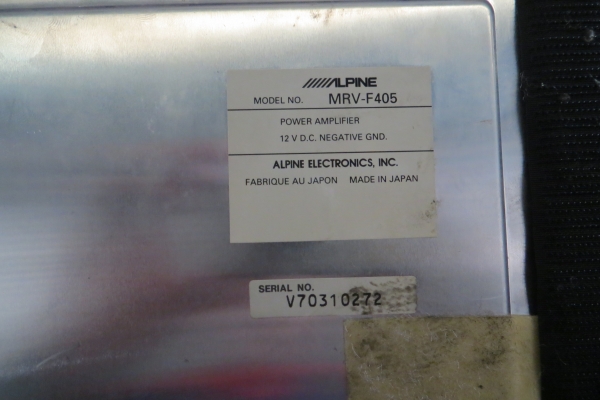 ALPINE
MODEL NO. MRV-F405
POWER AMPLIFIER
12 V D.C. NEGATIVE GND.
ALPINE ELECTRONICS, INC.
FABRIQUE AU JAPON MADE IN JAPAN
SERIAL NO.
V70310272